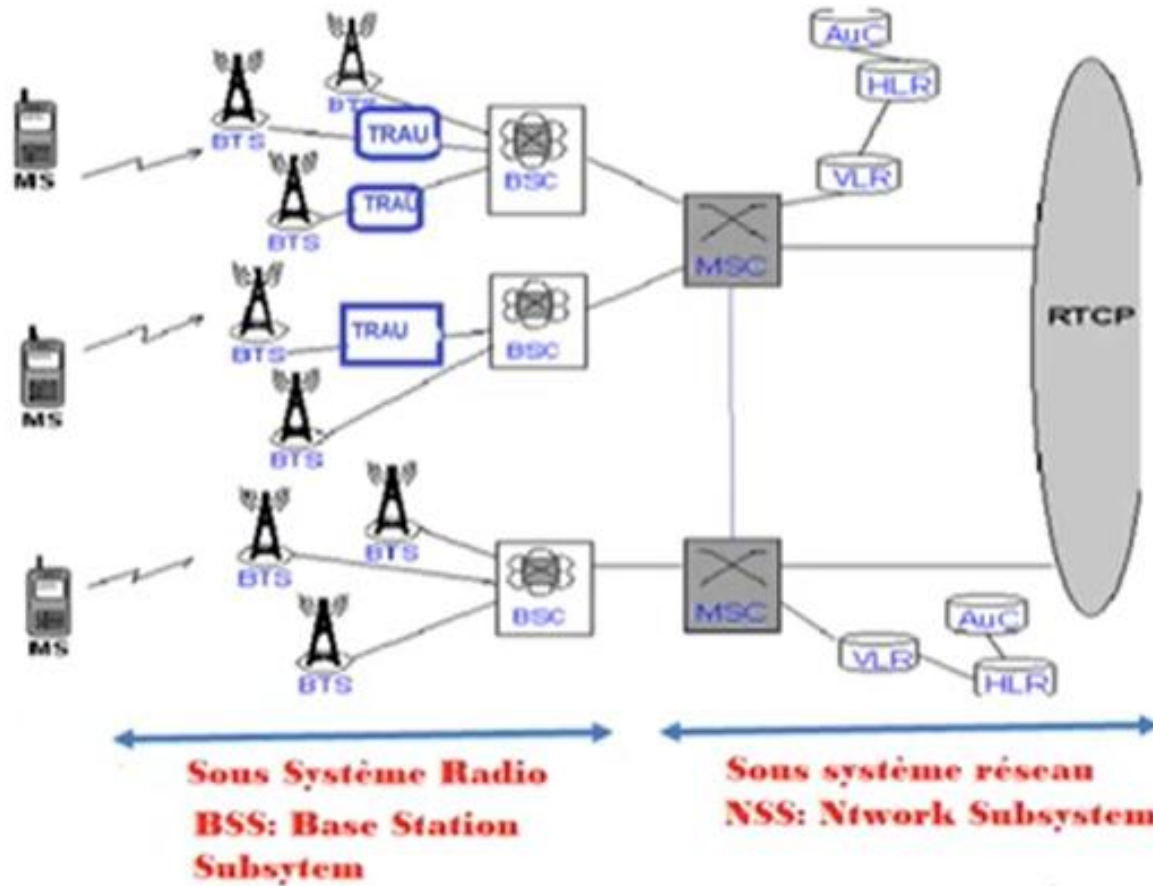 AuC
HLR
VLR
BTS
BTS
TRAU
BSC
MS
BTS
TRAU
MSC
BTS
TRAU
BSC
RTCP
MS
BTS
BTS
BTS
BTS
BSC
MSC
AuC
MS
VLR
HLR
Sous Système Radio
BSS: Base Station
Subsytem
Sous système réseau
NSS: Ntwork Subsystem